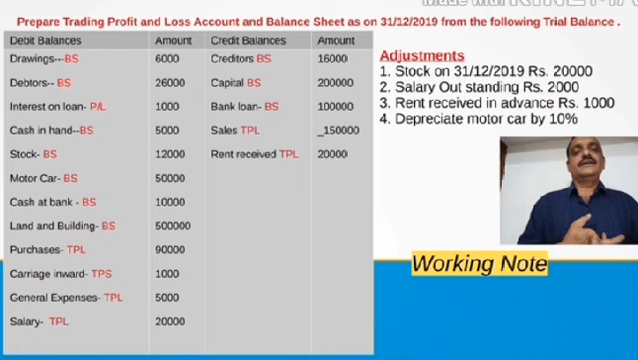 Made with KINEMA
Prepare Trading Profit and Loss Account and Balance Sheet as on 31/12/2019 from the following Trial Balance .
Debit Balances Amount Credit Balances Amount
Drawings---BS 6000 Creditors BS 16000
Debtors-- BS 26000 Capital BS 200000
Interest on loan- P/L 1000 Bank loan- BS 100000
Cash in hand--BS 5000 Sales TPL _150000
Stock- BS 12000 Rent received TPL 20000
Motor Car- BS 50000
Cash at bank - BS 10000
Land and Building- BS 500000
Purchases- TPL 90000
Carriage inward- TPS 1000
General Expenses- TPL 5000
Salary- TPL 20000
Adjustments
1. Stock on 31/12/2019 Rs. 20000
2. Salary Out standing Rs. 2000
3. Rent received in advance Rs. 1000
4. Depreciate motor car by 10%
Working Note